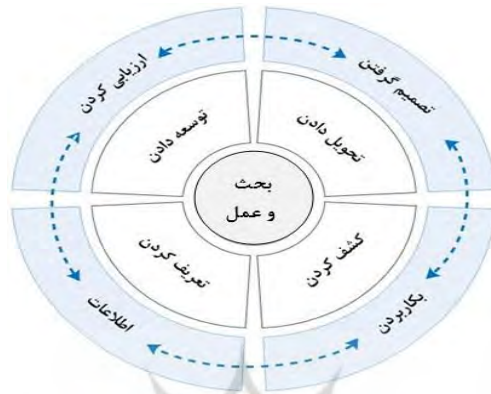 تصمیم گرفتن
ارزیابی کردن
تحویل دادن
توسعه دادن
بحث
و عمل
کشف کردن
تعریف کردن
بکاربردن
اطلاعات